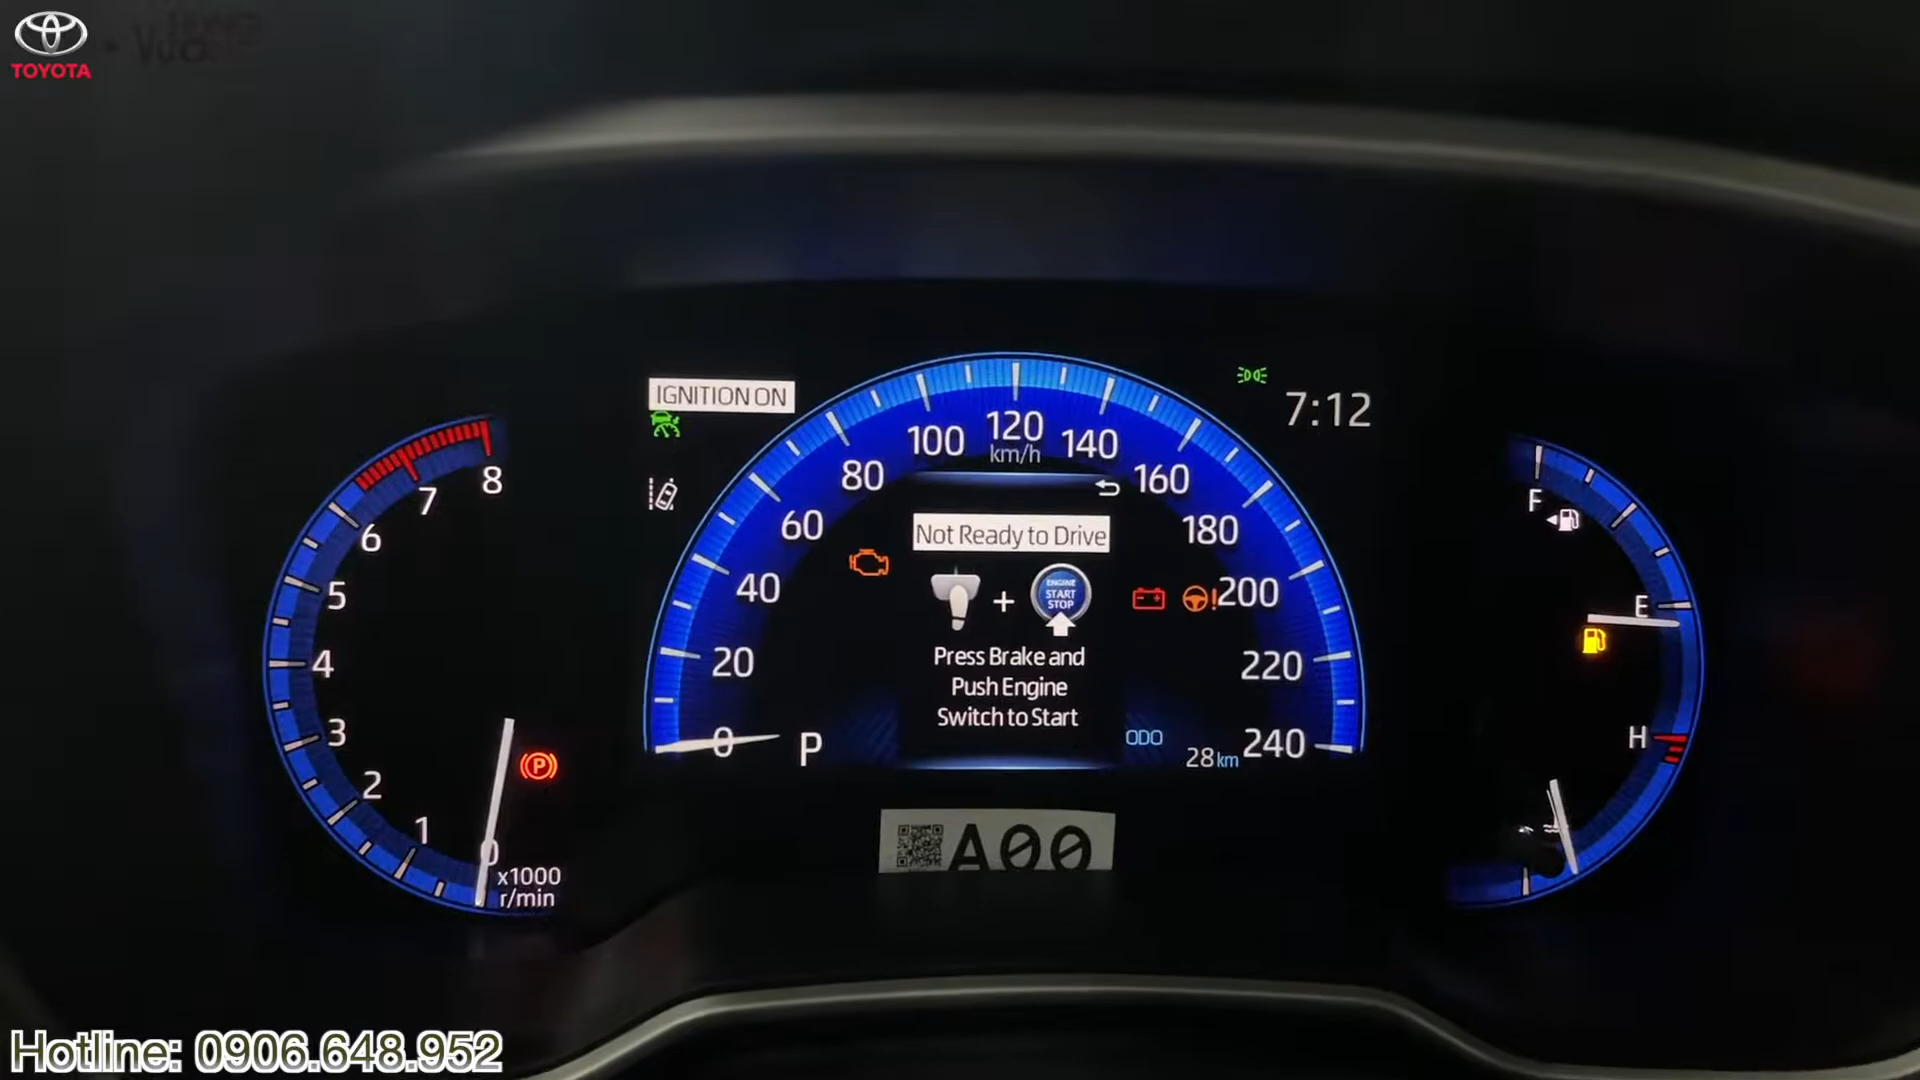 TOYOTA
IGNITION ON
7:12
100 120 140
km/h
80 160
60 180
40 200
20 220
0 240
Not Ready to Drive
ENGINE
START
STOP
Press Brake and
Push Engine
Switch to Start
P
ODO
28 km
8
7
6
5
4
3
2
1
0
x1000
r/min
P
F
E
H
A00
Hotline: 0906.648.952